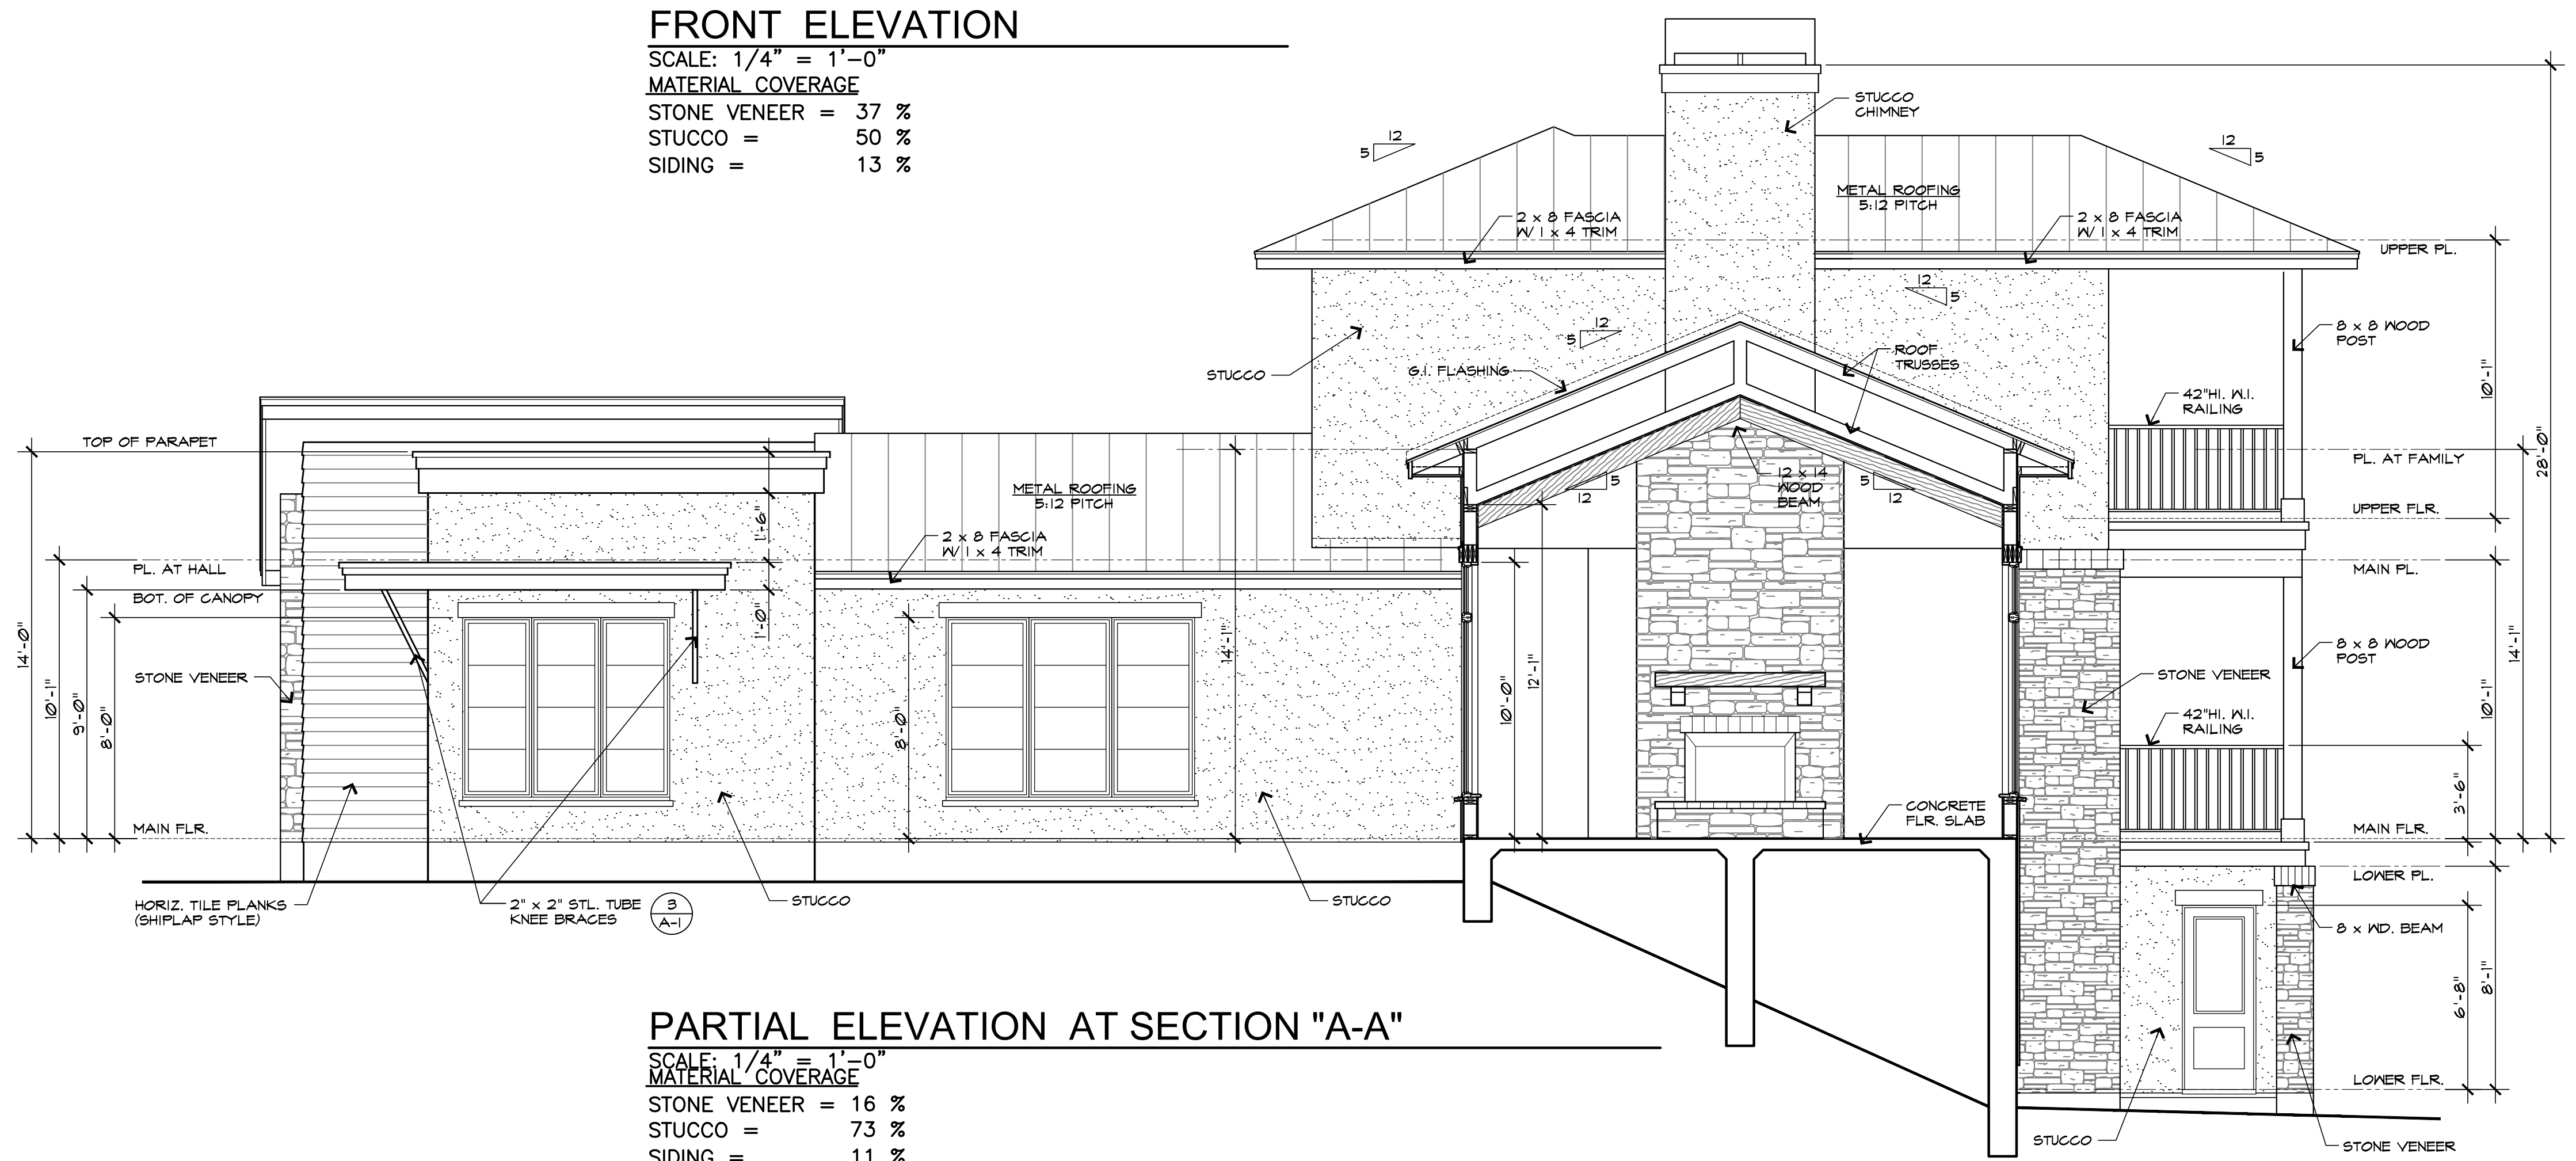 FRONT ELEVATION
SCALE: 1/4" = 1'-0"
MATERIAL COVERAGE
STONE VENEER = 37 %
STUCCO = 50 %
SIDING = 13 %
STUCCO
CHIMNEY
12
5
12
5
METAL ROOFING
5:12 PITCH
2 x 8 FASCIA
W/ 1 x 4 TRIM
2 x 8 FASCIA
W/ 1 x 4 TRIM
UPPER PL.
12
5
12
5
8 x 8 WOOD
POST
STUCCO
G.I. FLASHING
ROOF
TRUSSES
10'-1"
42"HI. W.I.
RAILING
28'-0"
TOP OF PARAPET
PL. AT FAMILY
METAL ROOFING
5:12 PITCH
12 x 14
WOOD
BEAM
5
12
5
12
UPPER FLR.
1'-6"
2 x 8 FASCIA
W/ 1 x 4 TRIM
PL. AT HALL
MAIN PL.
BOT. OF CANOPY
14'-0"
10'-1"
9'-0"
8'-0"
1'-0"
8'-0"
14'-1"
10'-0"
12'-1"
14'-1"
10'-1"
8 x 8 WOOD
POST
STONE VENEER
STONE VENEER
42"HI. W.I.
RAILING
3'-6"
CONCRETE
FLR. SLAB
MAIN FLR.
MAIN FLR.
LOWER PL.
HORIZ. TILE PLANKS
(SHIPLAP STYLE)
2" x 2" STL. TUBE
KNEE BRACES
3
A-1
STUCCO
STUCCO
8 x WD. BEAM
6'-8"
8'-1"
LOWER FLR.
STUCCO
STONE VENEER
PARTIAL ELEVATION AT SECTION "A-A"
SCALE: 1/4" = 1'-0"
MATERIAL COVERAGE
STONE VENEER = 16 %
STUCCO = 73 %
SIDING = 11 %